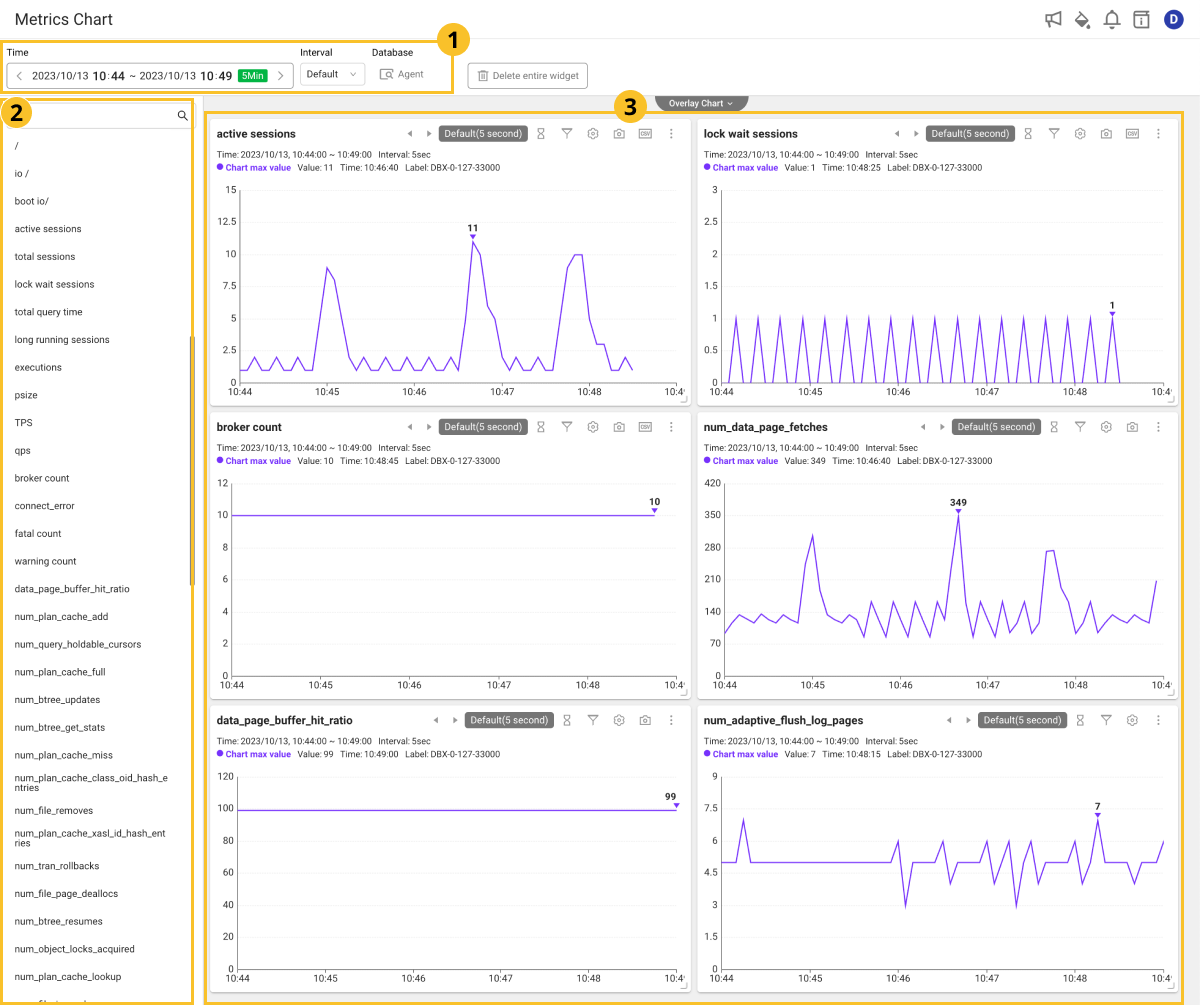 Metrics Chart
D
1
Time
Interval
Database
2023/10/13 10:44 ~ 2023/10/13 10:49 5Min
Default
Agent
Delete entire widget
2
/
io /
boot io/
active sessions
total sessions
lock wait sessions
total query time
long running sessions
executions
psize
TPS
qps
broker count
connect_error
fatal count
warning count
data_page_buffer_hit_ratio
num_plan_cache_add
num_query_holdable_cursors
num_plan_cache_full
num_btree_updates
num_btree_get_stats
num_plan_cache_miss
num_plan_cache_class_oid_hash_e
ntries
num_file_removes
num_plan_cache_xasl_id_hash_ent
ries
num_tran_rollbacks
num_file_page_deallocs
num_btree_resumes
num_object_locks_acquired
num_plan_cache_lookup
3
Overlay Chart
active sessions
Default(5 second)
CSV
Time: 2023/10/13, 10:44:00 ~ 10:49:00 Interval: 5sec
Chart max value Value: 11 Time: 10:46:40 Label: DBX-0-127-33000
15
12.5
10
7.5
5
2.5
0
11
10:44 10:45 10:46 10:47 10:48 10:4
lock wait sessions
Default(5 second)
CSV
Time: 2023/10/13, 10:44:00 ~ 10:49:00 Interval: 5sec
Chart max value Value: 1 Time: 10:48:25 Label: DBX-0-127-33000
3
2.5
2
1.5
1
0.5
0
1
10:44 10:45 10:46 10:47 10:48 10:4
broker count
Default(5 second)
CSV
Time: 2023/10/13, 10:44:00 ~ 10:49:00 Interval: 5sec
Chart max value Value: 10 Time: 10:48:45 Label: DBX-0-127-33000
12
10
8
6
4
2
0
10
10:44 10:45 10:46 10:47 10:48 10:4
num_data_page_fetches
Default(5 second)
Time: 2023/10/13, 10:44:00 ~ 10:49:00 Interval: 5sec
Chart max value Value: 349 Time: 10:46:40 Label: DBX-0-127-33000
420
350
280
210
140
70
0
349
10:44 10:45 10:46 10:47 10:48 10:4
data_page_buffer_hit_ratio
Default(5 second)
Time: 2023/10/13, 10:44:00 ~ 10:49:00 Interval: 5sec
Chart max value Value: 99 Time: 10:49:00 Label: DBX-0-127-33000
120
100
80
60
40
20
0
99
10:44 10:45 10:46 10:47 10:48 10:4
num_adaptive_flush_log_pages
Default(5 second)
Time: 2023/10/13, 10:44:00 ~ 10:49:00 Interval: 5sec
Chart max value Value: 7 Time: 10:48:15 Label: DBX-0-127-33000
9
7.5
6
4.5
3
1.5
0
7
10:44 10:45 10:46 10:47 10:48 10:4